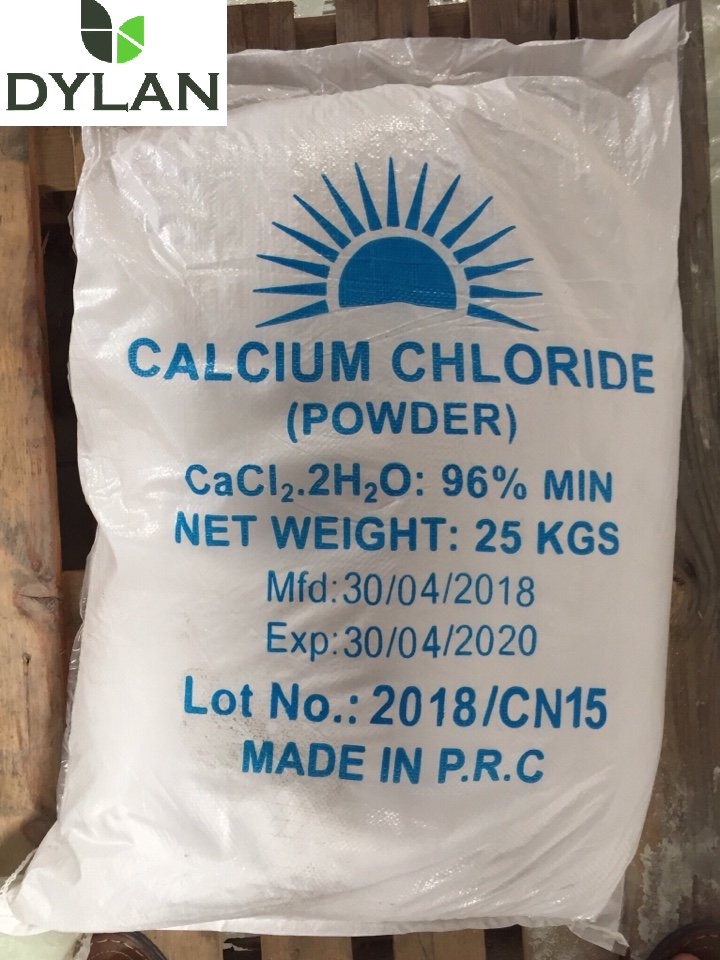 DYLAN
CALCIUM CHLORIDE
(POWDER)
CaCl₂.2H₂O: 96% MIN
NET WEIGHT: 25 KGS
Mfd:30/04/2018
Exp:30/04/2020
Lot No.: 2018/CN15
MADE IN P.R.C